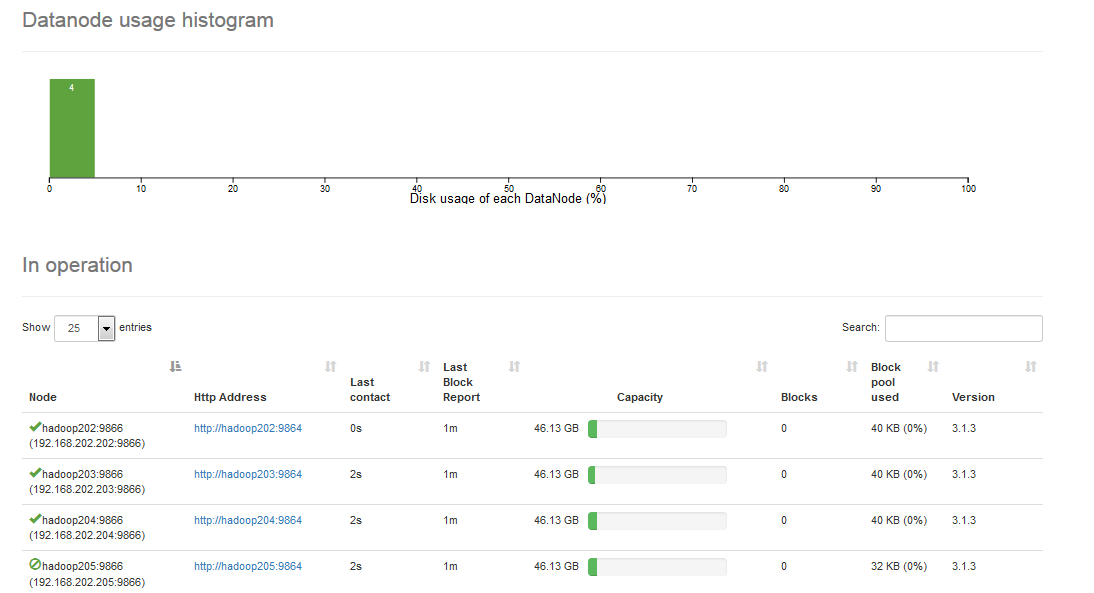 Datanode usage histogram
4
0 10 20 30 40 50 60 70 80 90 100
Disk usage of each DataNode (%)
In operation
Show 25 entries Search:
Node Http Address Last contact Last Block Report Capacity Blocks Block pool used Version
hadoop202:9866 http://hadoop202:9864 0s 1m 46.13 GB 0 40 KB (0%) 3.1.3
(192.168.202.202:9866)
hadoop203:9866 http://hadoop203:9864 2s 1m 46.13 GB 0 40 KB (0%) 3.1.3
(192.168.202.203:9866)
hadoop204:9866 http://hadoop204:9864 2s 1m 46.13 GB 0 40 KB (0%) 3.1.3
(192.168.202.204:9866)
hadoop205:9866 http://hadoop205:9864 2s 1m 46.13 GB 0 32 KB (0%) 3.1.3
(192.168.202.205:9866)